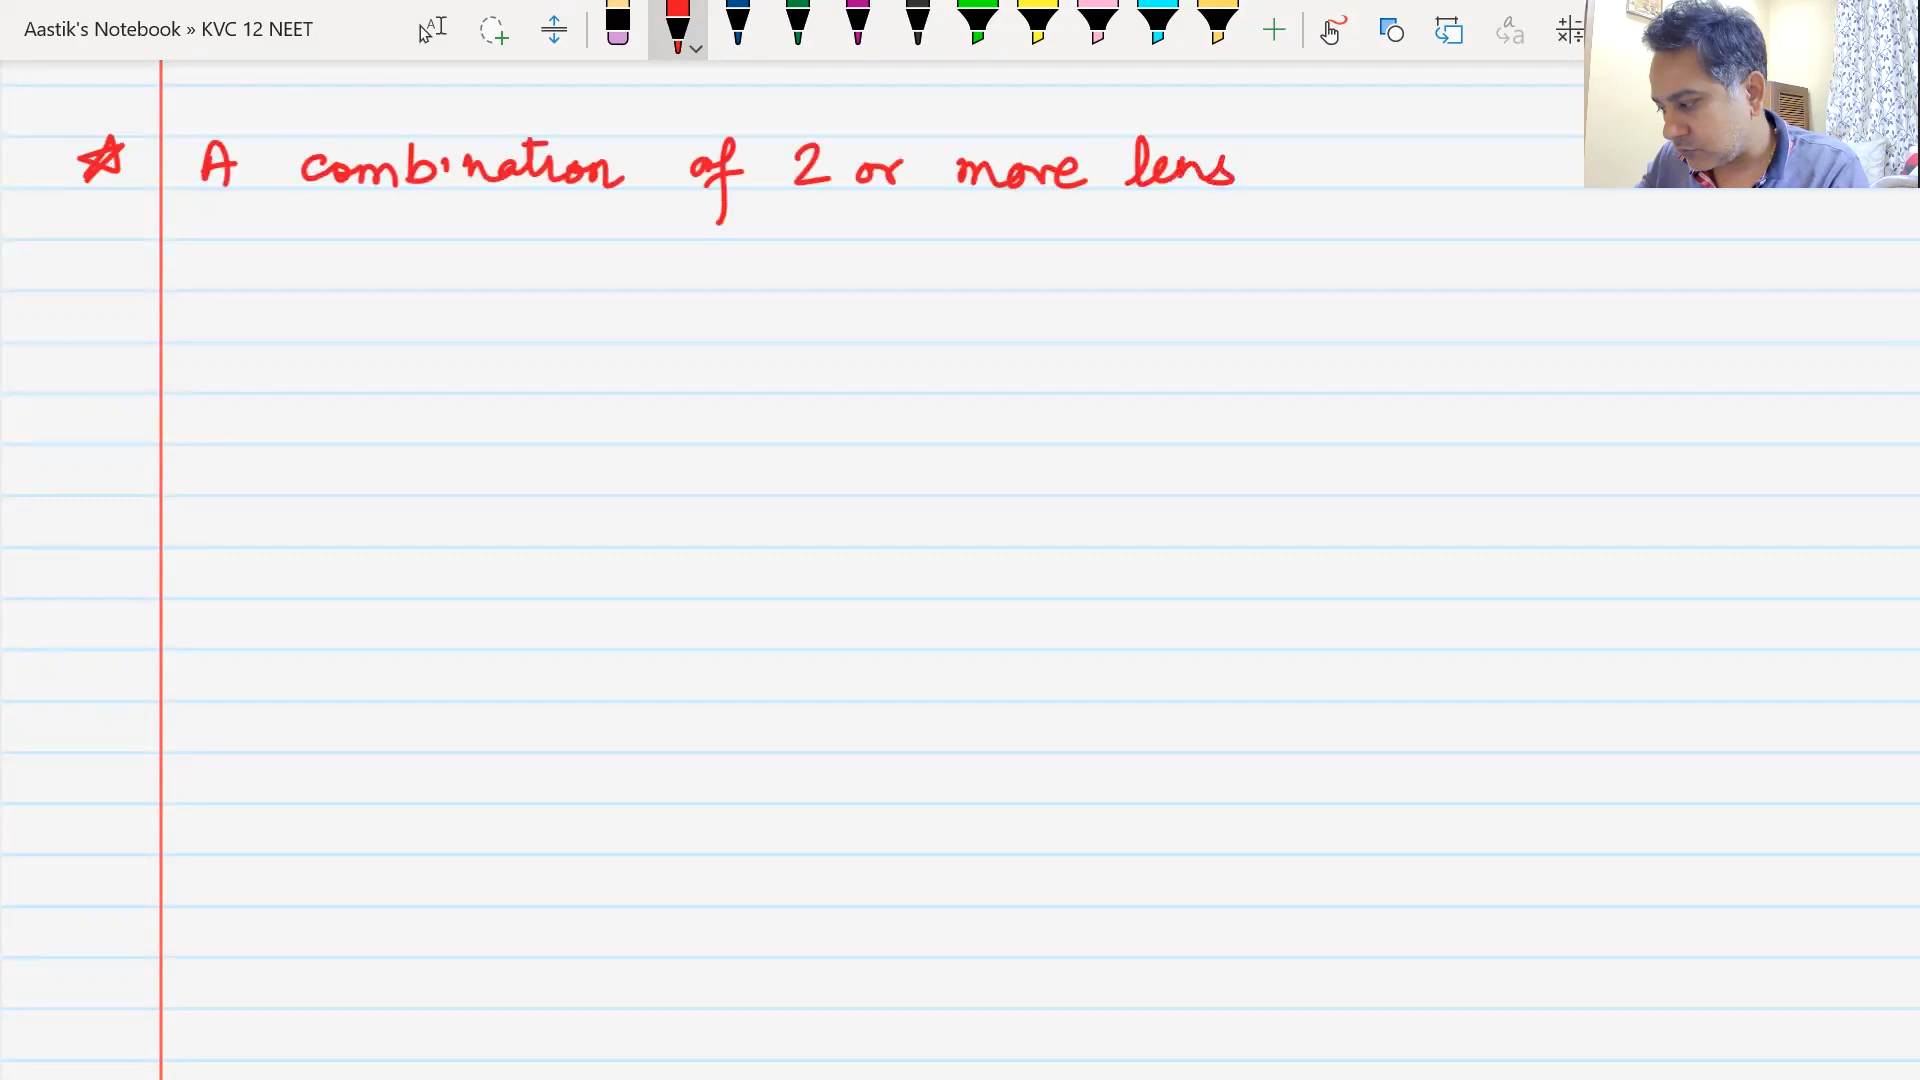 Aastik's Notebook » KVC 12 NEET
☆ A combination of 2 or more lens